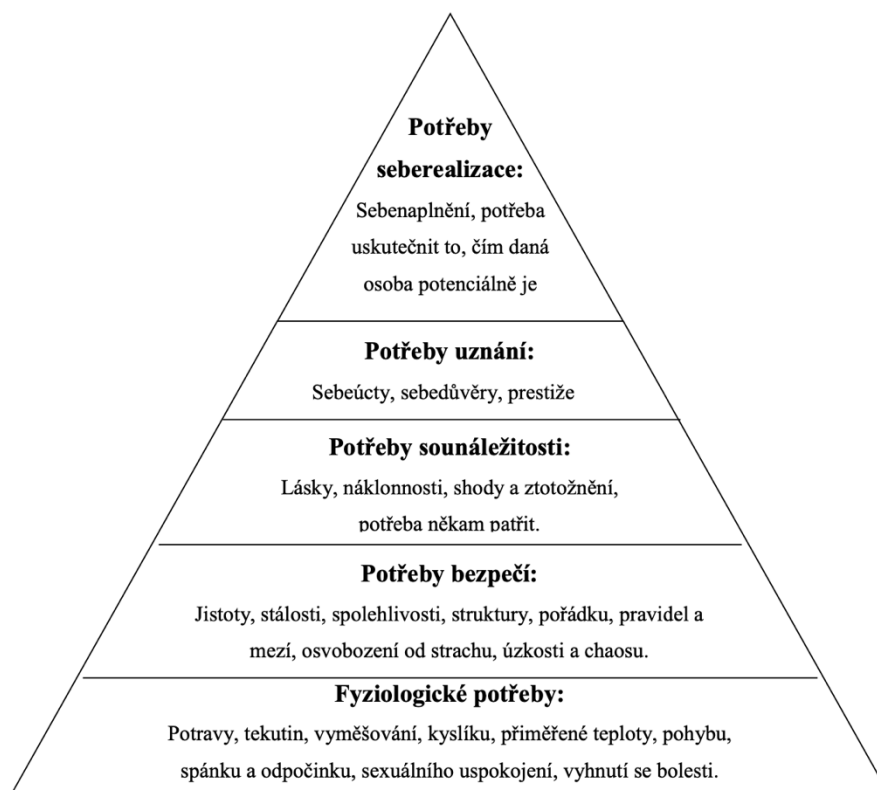 Potřeby
seberealizace:
Sebenaplnění, potřeba
uskutečnit to, čím daná
osoba potenciálně je
Potřeby uznání:
Sebeúcty, sebedůvěry, prestiže
Potřeby sounáležitosti:
Lásky, náklonnosti, shody a ztotožnění,
potřeba někam patřit.
Potřeby bezpečí:
Jistoty, stálosti, spolehlivosti, struktury, pořádku, pravidel a
mezí, osvobození od strachu, úzkosti a chaosu.
Fyziologické potřeby:
Potravy, tekutin, vyměšování, kyslíku, přiměřené teploty, pohybu,
spánku a odpočinku, sexuálního uspokojení, vyhnutí se bolesti.